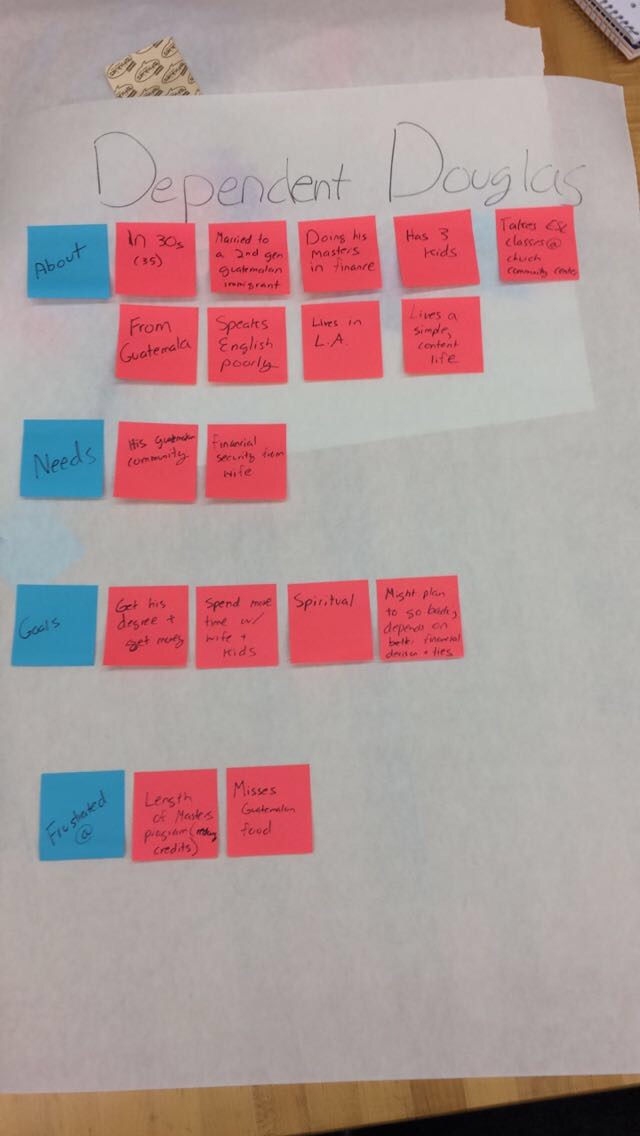 Dependent Douglas
About
In 30s
(35)
Married to
a 2nd gen
guatemalan
immigrant
Doing his
masters
in finance
Has 3
kids
Takes ESL
classes @
church
community center
From
Guatemala
Speaks
English
poorly
Lives in
L.A.
Lives a
simple,
content
life
Needs
His guatemalan
community
Financial
security from
wife
Goals
Get his
degree +
get money
Spend more
time w/
wife +
kids
Spiritual
Might plan
to go back,
depends on
financial
decision + ties
Frustrated
@
Length
of Masters
program (many
credits)
Misses
Guatemalan
food